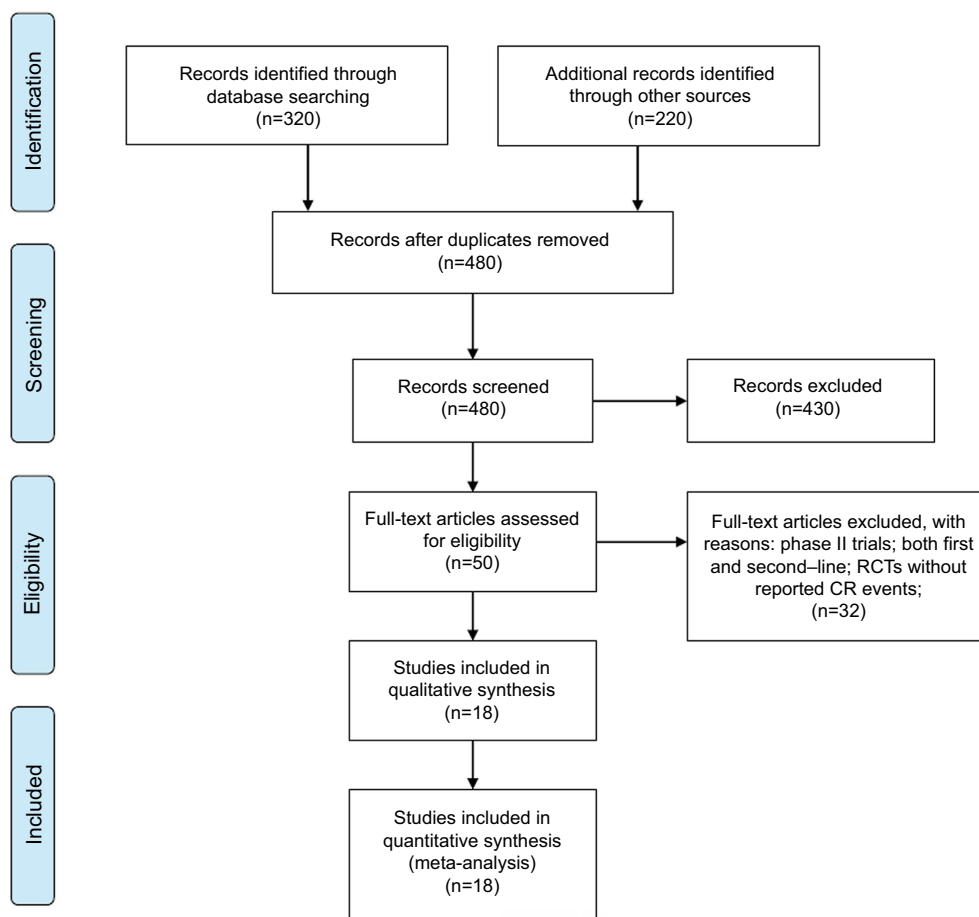 Identification
Records identified through
database searching
(n=320)
Additional records identified
through other sources
(n=220)
Records after duplicates removed
(n=480)
Screening
Records screened
(n=480)
Records excluded
(n=430)
Eligibility
Full-text articles assessed
for eligibility
(n=50)
Full-text articles excluded, with
reasons: phase II trials; both first
and second–line; RCTs without
reported CR events;
(n=32)
Studies included in
qualitative synthesis
(n=18)
Included
Studies included in
quantitative synthesis
(meta-analysis)
(n=18)